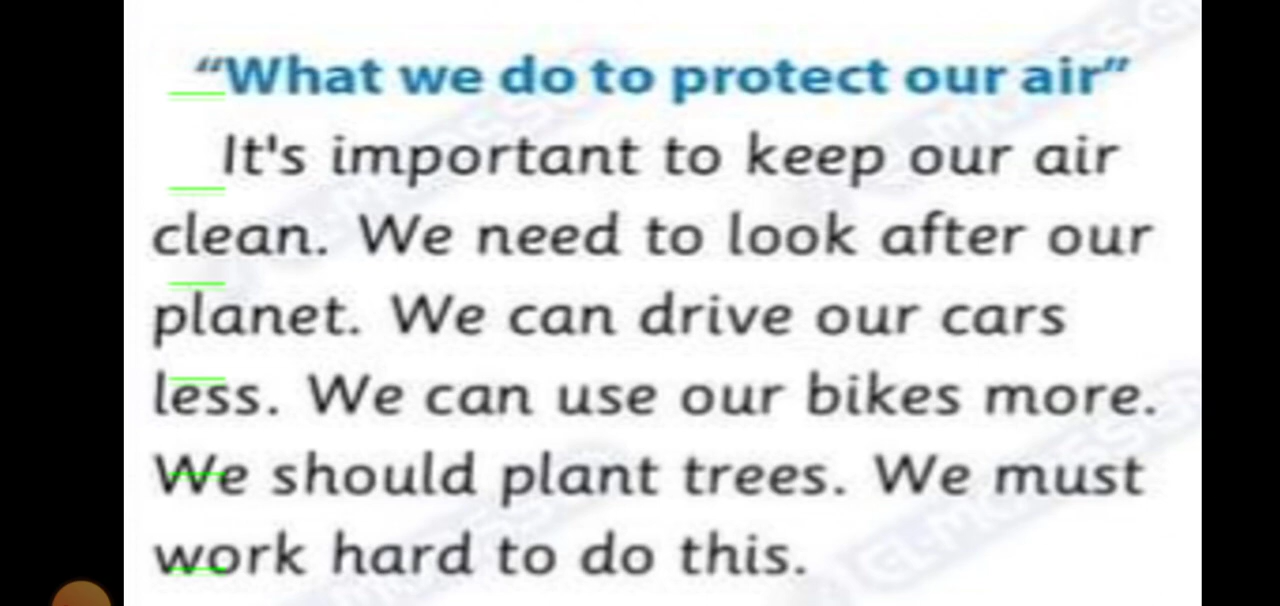 “What we do to protect our air”
It's important to keep our air
clean. We need to look after our
planet. We can drive our cars
less. We can use our bikes more.
We should plant trees. We must
work hard to do this.